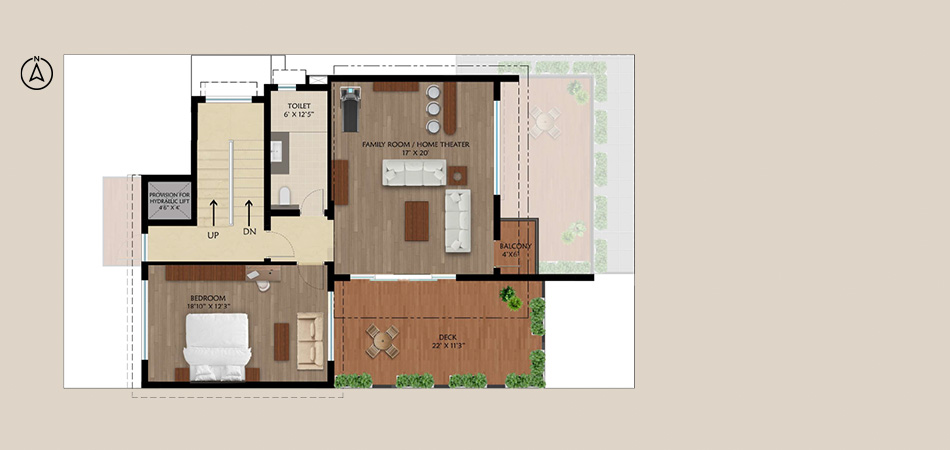 N
TOILET
6' X 12'5"
FAMILY ROOM / HOME THEATER
17' X 20'
PROVISION FOR
HYDRAULIC LIFT
4'6" X 4'
UP
DN
BALCONY
4'X6'
BEDROOM
18'10" X 12'3"
DECK
22' X 11'3"